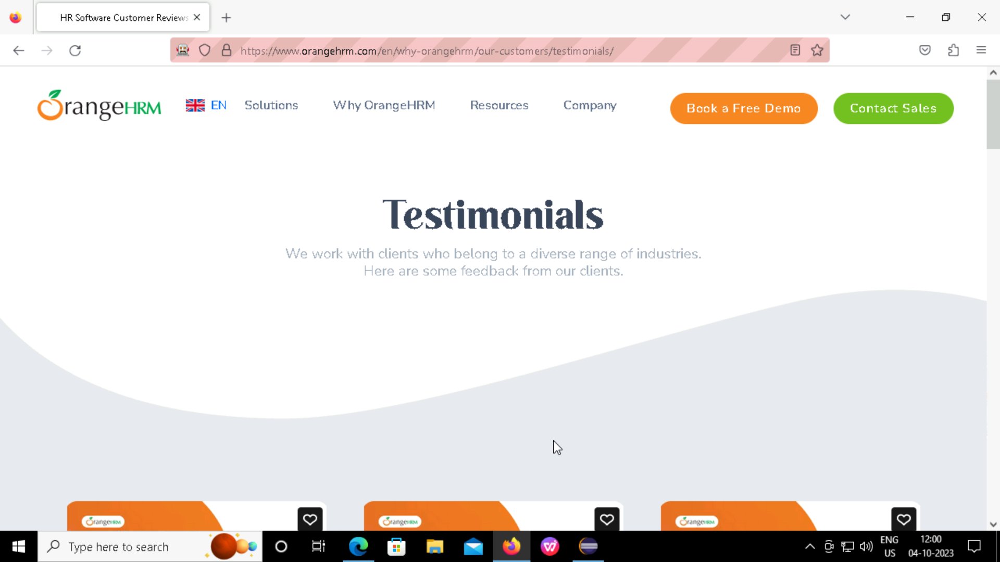 HR Software Customer Reviews
https://www.orangehrm.com/en/why-orangehrm/our-customers/testimonials/
OrangeHRM
EN
Solutions
Why OrangeHRM
Resources
Company
Book a Free Demo
Contact Sales
Testimonials
We work with clients who belong to a diverse range of industries.
Here are some feedback from our clients.
OrangeHRM
OrangeHRM
OrangeHRM
Type here to search
ENG
US
12:00
04-10-2023